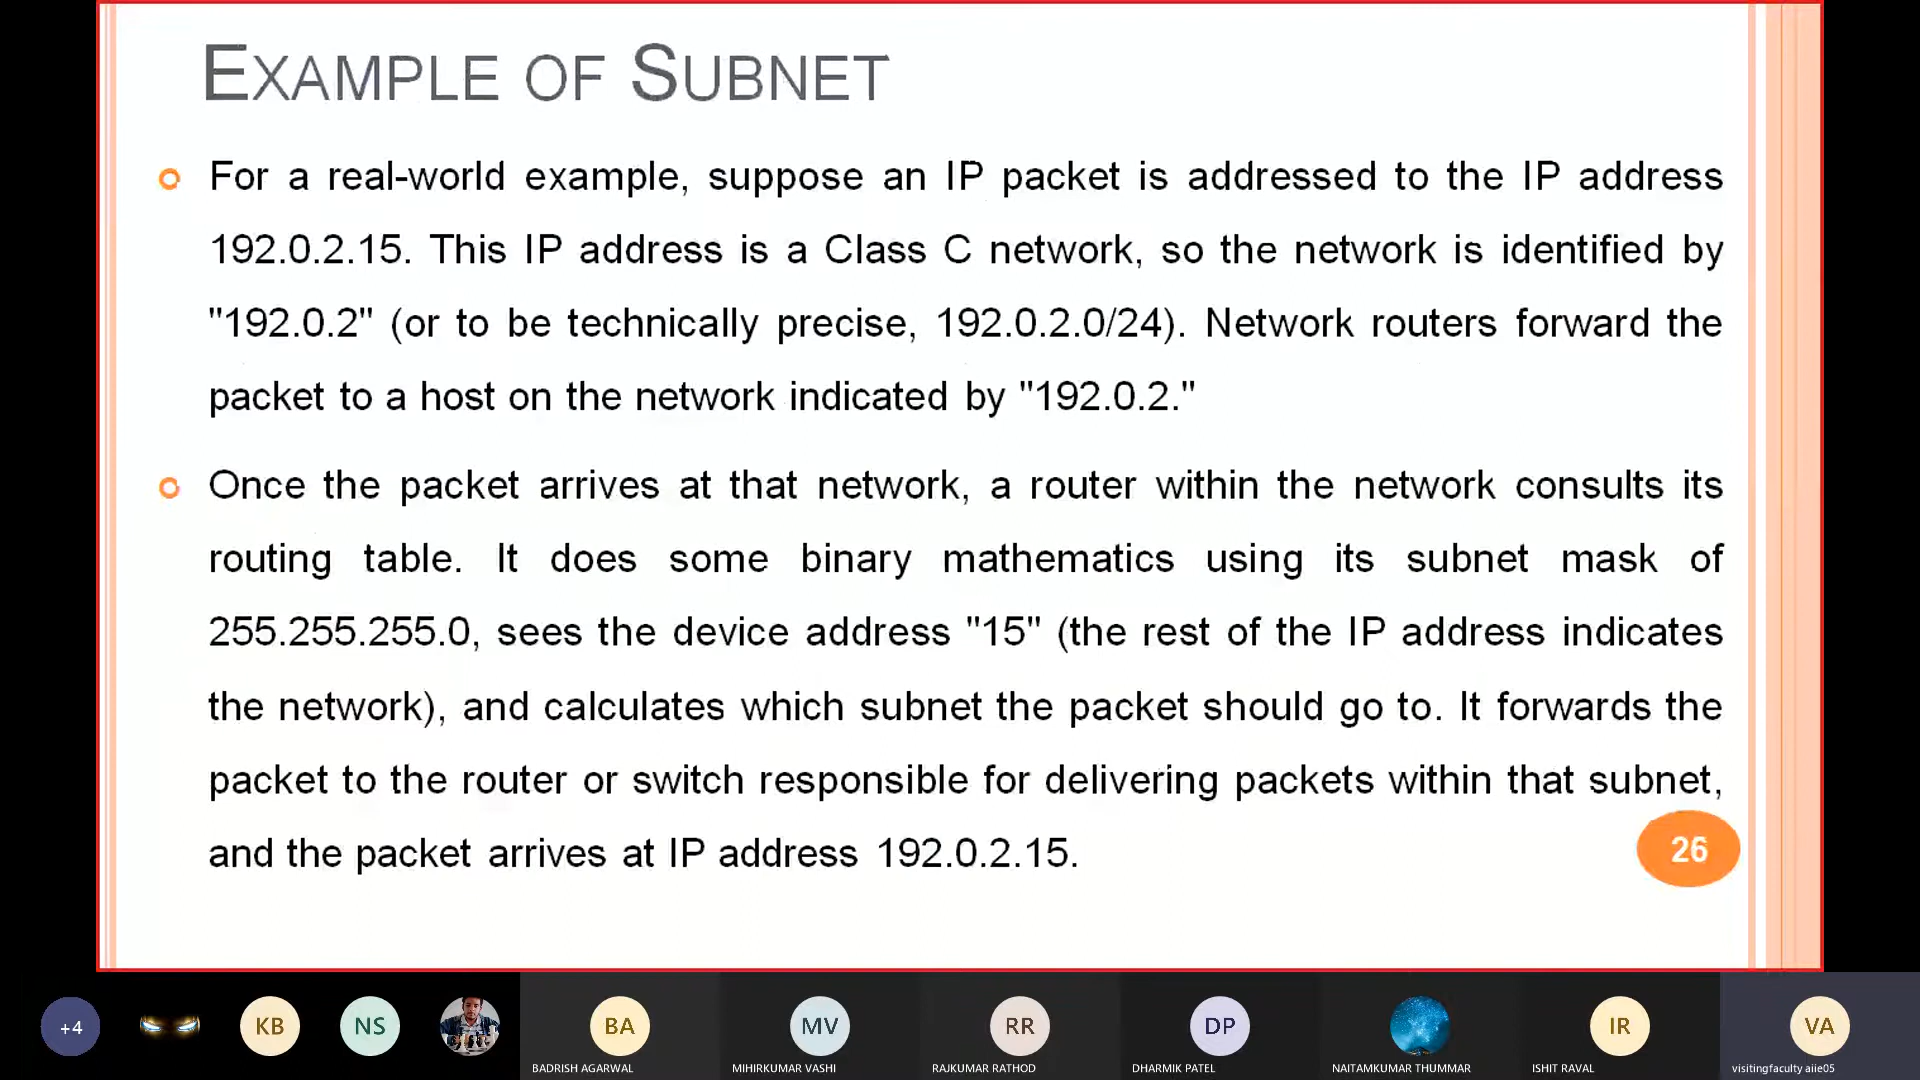 EXAMPLE OF SUBNET
For a real-world example, suppose an IP packet is addressed to the IP address
192.0.2.15. This IP address is a Class C network, so the network is identified by
"192.0.2" (or to be technically precise, 192.0.2.0/24). Network routers forward the
packet to a host on the network indicated by "192.0.2."
Once the packet arrives at that network, a router within the network consults its
routing table. It does some binary mathematics using its subnet mask of
255.255.255.0, sees the device address "15" (the rest of the IP address indicates
the network), and calculates which subnet the packet should go to. It forwards the
packet to the router or switch responsible for delivering packets within that subnet,
and the packet arrives at IP address 192.0.2.15.
26
+4 KB NS BA MV RR DP IR VA
BADRISH AGARWAL MIHIRKUMAR VASHI RAJKUMAR RATHOD DHARMIK PATEL NAITAMKUMAR THUMMAR ISHIT RAVAL visitingfaculty aiie05